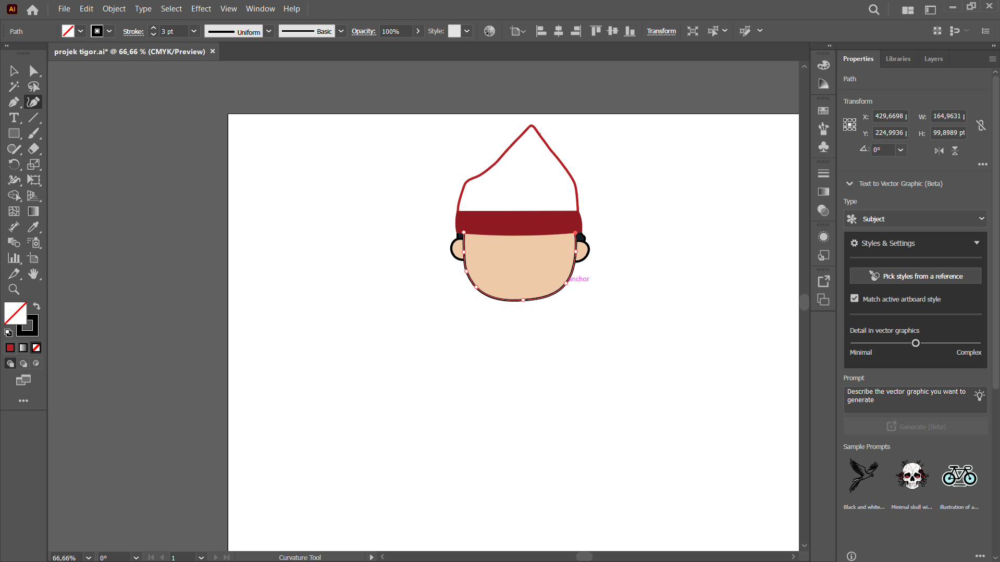 Ai File Edit Object Type Select Effect View Window Help
Path Stroke: 3 pt Uniform Basic Opacity: 100% Style: Transform
projek tigor.ai* @ 66,66 % (CMYK/Preview)
Properties Libraries Layers
Path
Transform
X: 429,6698 W: 164,9631
Y: 224,9936 H: 99,8989 pt
0°
Text to Vector Graphic (Beta)
Type
Subject
Styles & Settings
Pick styles from a reference
Match active artboard style
Detail in vector graphics
Minimal Complex
Prompt
Describe the vector graphic you want to
generate
Generate (Beta)
Sample Prompts
Black and white... Minimal skull wi... illustration of a...
anchor
66,66% 0° 1 Curvature Tool